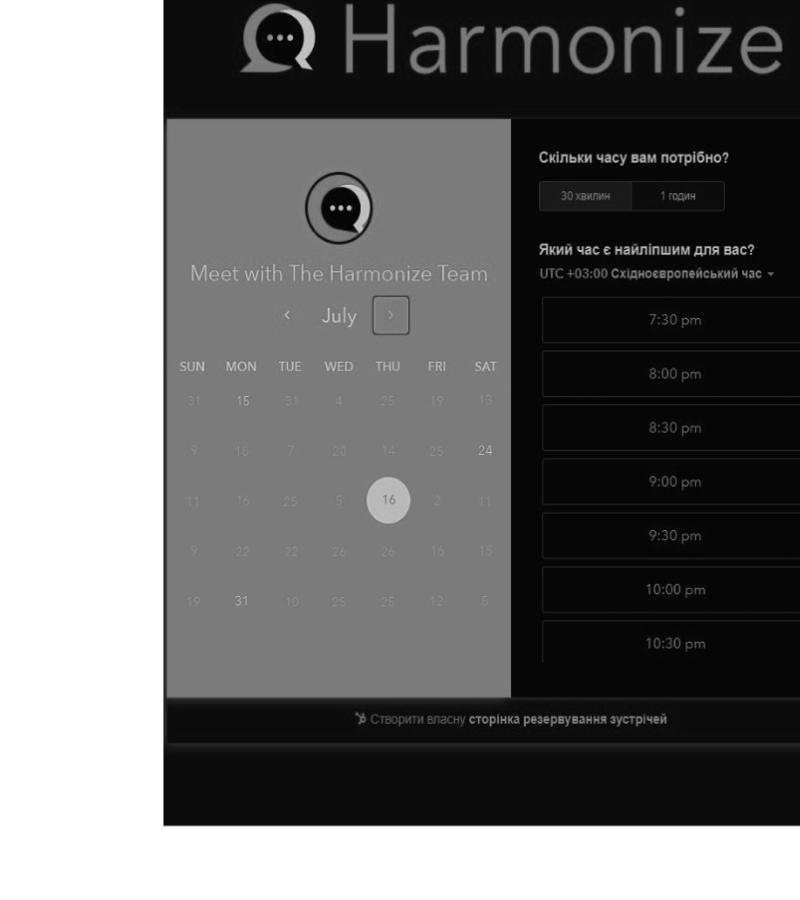 Harmonize
Meet with The Harmonize Team
July
SUN MON TUE WED THU FRI SAT
31 15 31 4 25 19 13
9 18 7 20 14 25 24
11 16 25 5 16 2 11
9 22 22 26 26 16 15
19 31 10 25 25 12 5
Скільки часу вам потрібно?
30 хвилин 1 годин
Який час є найліпшим для вас?
UTC +03:00 Східноєвропейський час
7:30 pm
8:00 pm
8:30 pm
9:00 pm
9:30 pm
10:00 pm
10:30 pm
Створити власну сторінка резервування зустрічей